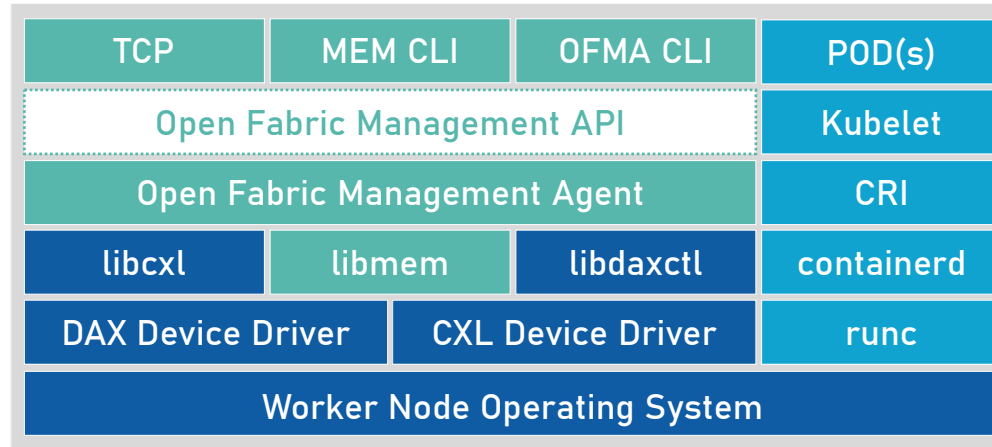 TCP MEM CLI OFMA CLI POD(s)
Open Fabric Management API Kubelet
Open Fabric Management Agent CRI
libcxl libmem libdaxctl containerd
DAX Device Driver CXL Device Driver runc
Worker Node Operating System